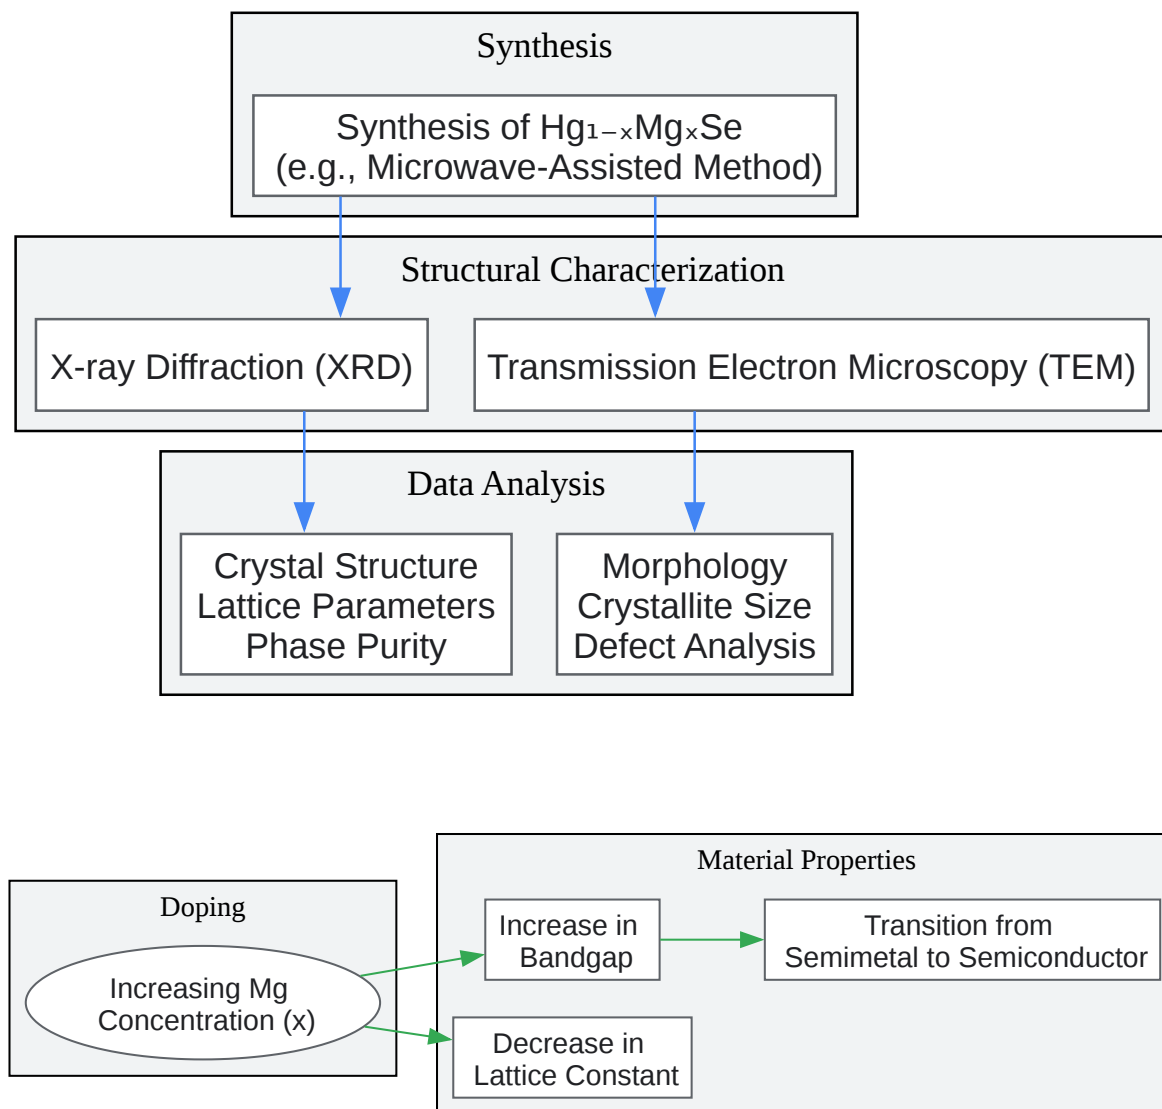 Synthesis
Synthesis of Hg₁₋ₓMgₓSe
(e.g., Microwave-Assisted Method)
Structural Characterization
X-ray Diffraction (XRD)
Transmission Electron Microscopy (TEM)
Data Analysis
Crystal Structure
Lattice Parameters
Phase Purity
Morphology
Crystallite Size
Defect Analysis
Doping
Increasing Mg
Concentration (x)
Material Properties
Increase in
Bandgap
Transition from
Semimetal to Semiconductor
Decrease in
Lattice Constant